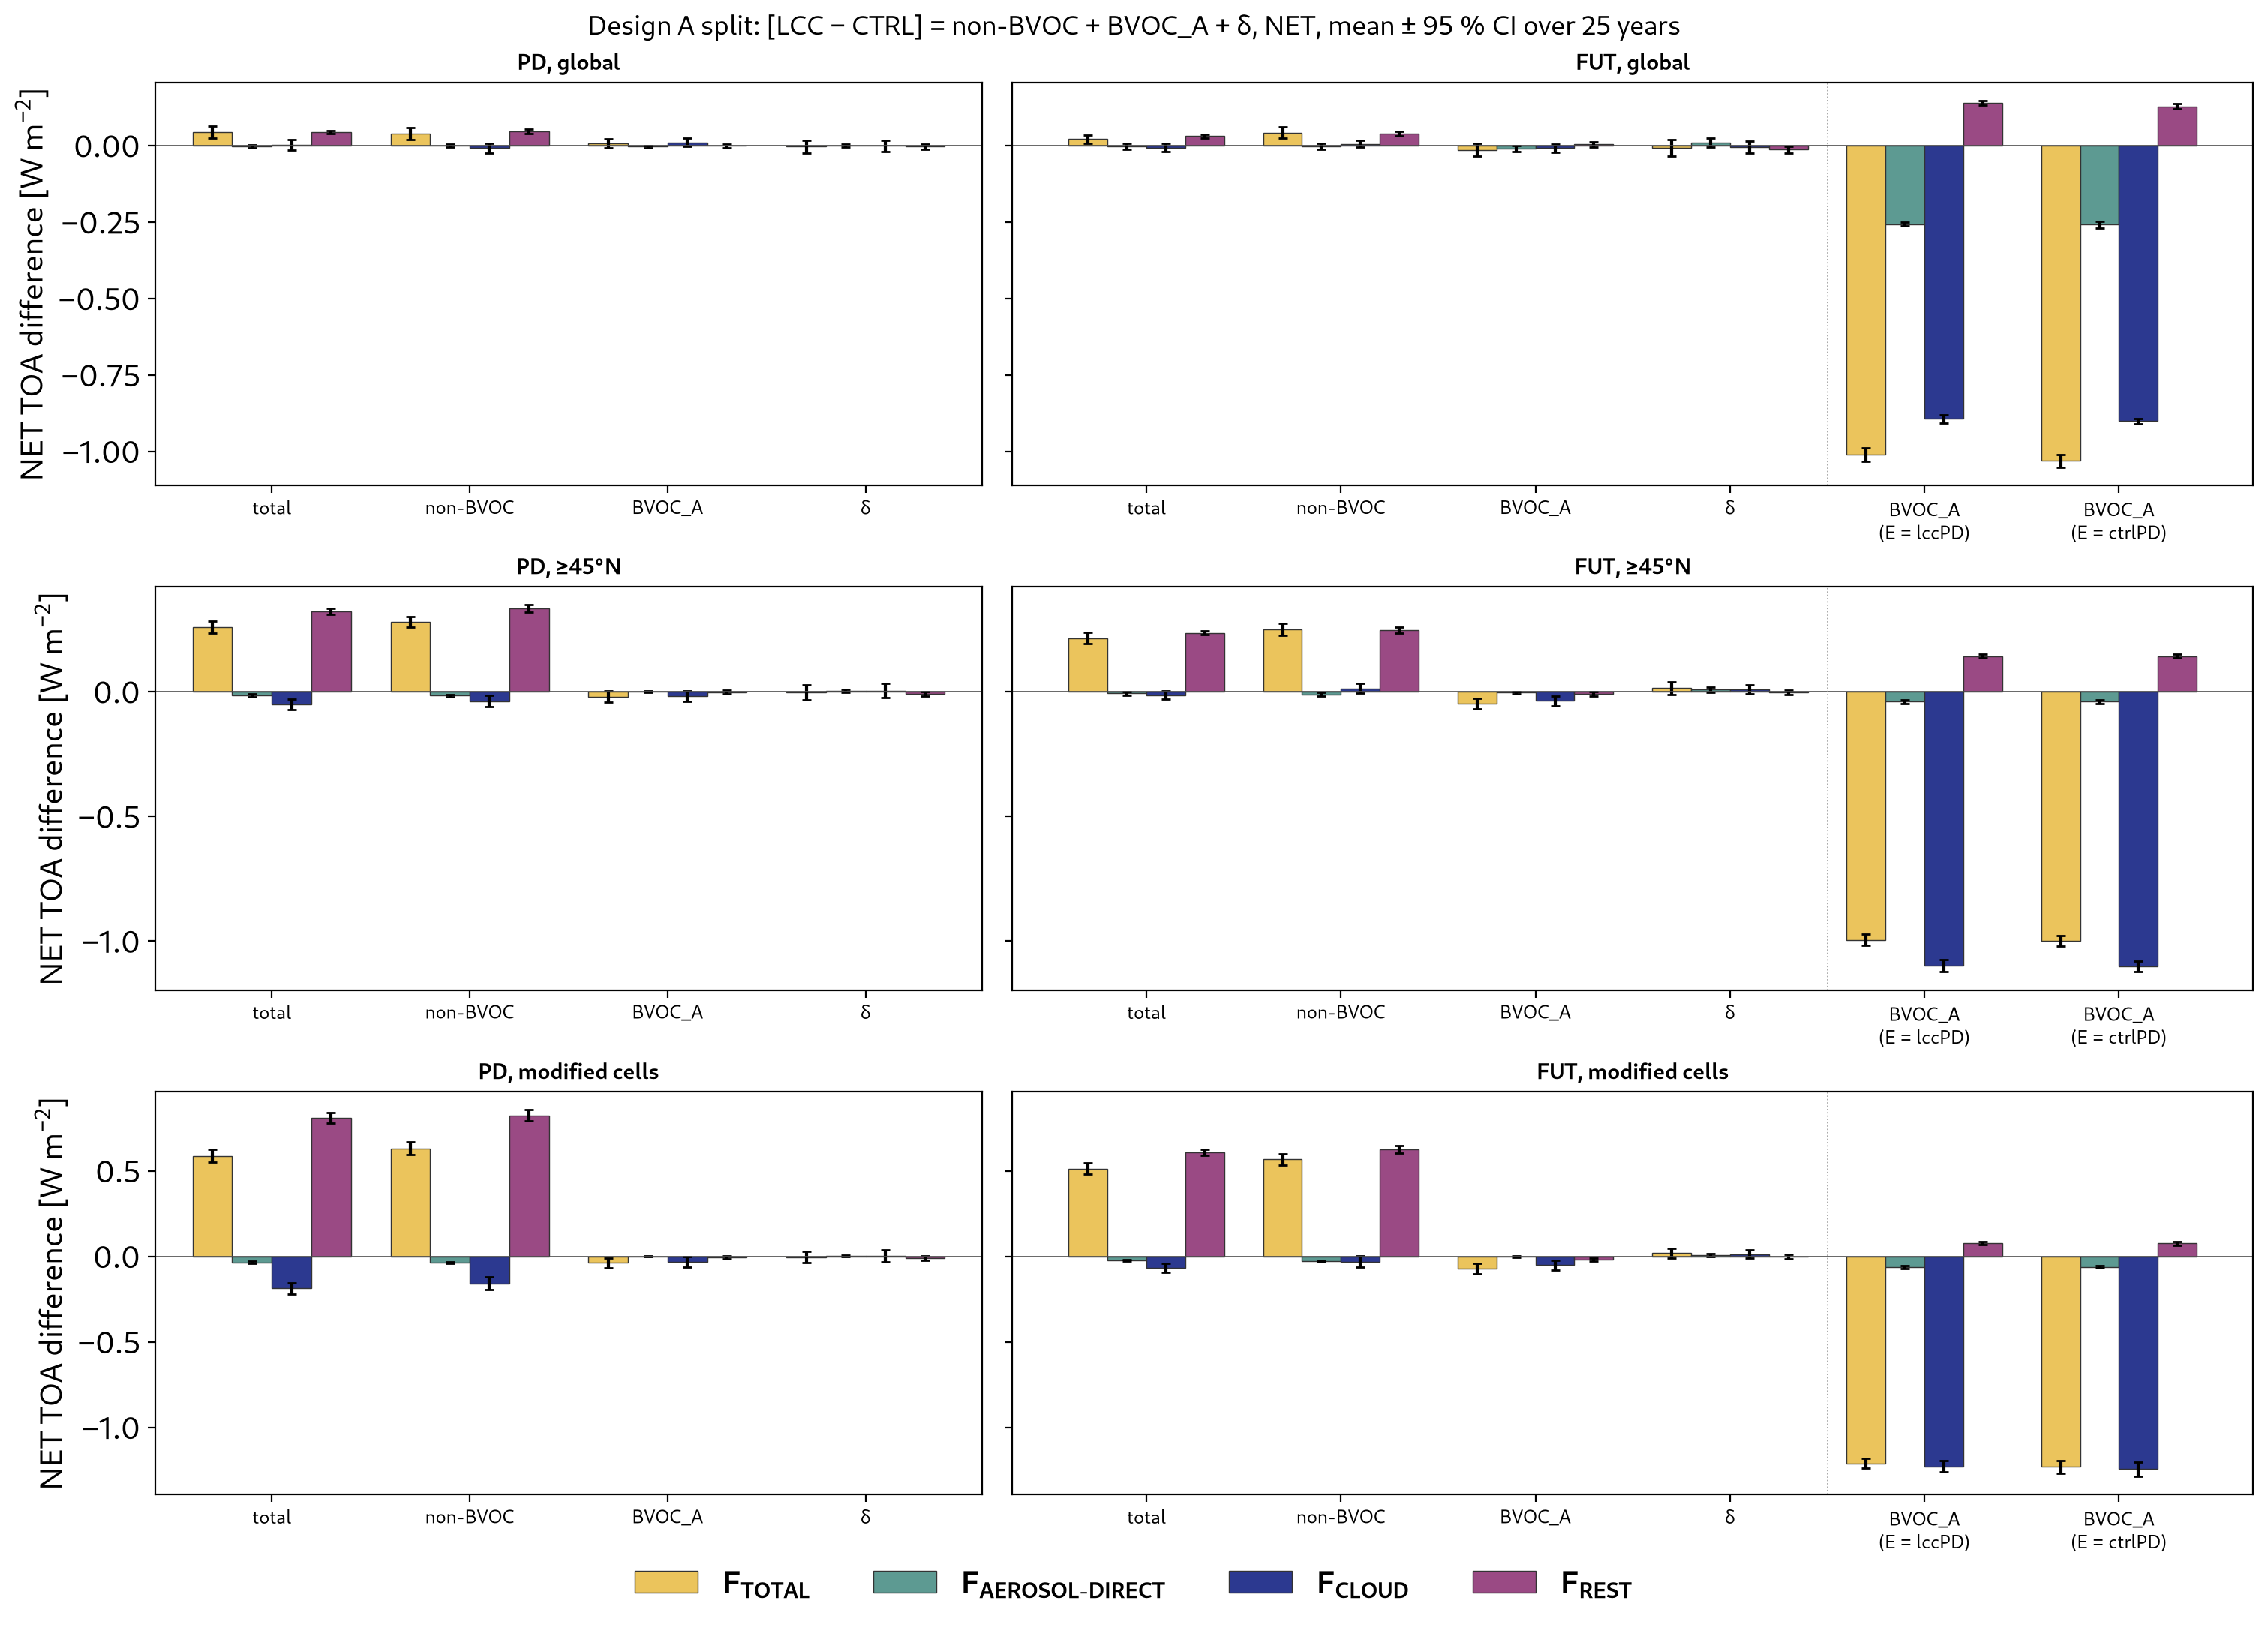 Design A split: [LCC − CTRL] = non-BVOC + BVOC_A + δ, NET, mean ± 95 % CI over 25 years
PD, global
FUT, global
NET TOA difference [W m−2]
0.00
−0.25
−0.50
−0.75
−1.00
total
non-BVOC
BVOC_A
δ
total
non-BVOC
BVOC_A
δ
BVOC_A
(E = lccPD)
BVOC_A
(E = ctrlPD)
PD, ≥45°N
FUT, ≥45°N
NET TOA difference [W m−2]
0.0
−0.5
−1.0
total
non-BVOC
BVOC_A
δ
total
non-BVOC
BVOC_A
δ
BVOC_A
(E = lccPD)
BVOC_A
(E = ctrlPD)
PD, modified cells
FUT, modified cells
NET TOA difference [W m−2]
0.5
0.0
−0.5
−1.0
total
non-BVOC
BVOC_A
δ
total
non-BVOC
BVOC_A
δ
BVOC_A
(E = lccPD)
BVOC_A
(E = ctrlPD)
FTOTAL
FAEROSOL-DIRECT
FCLOUD
FREST